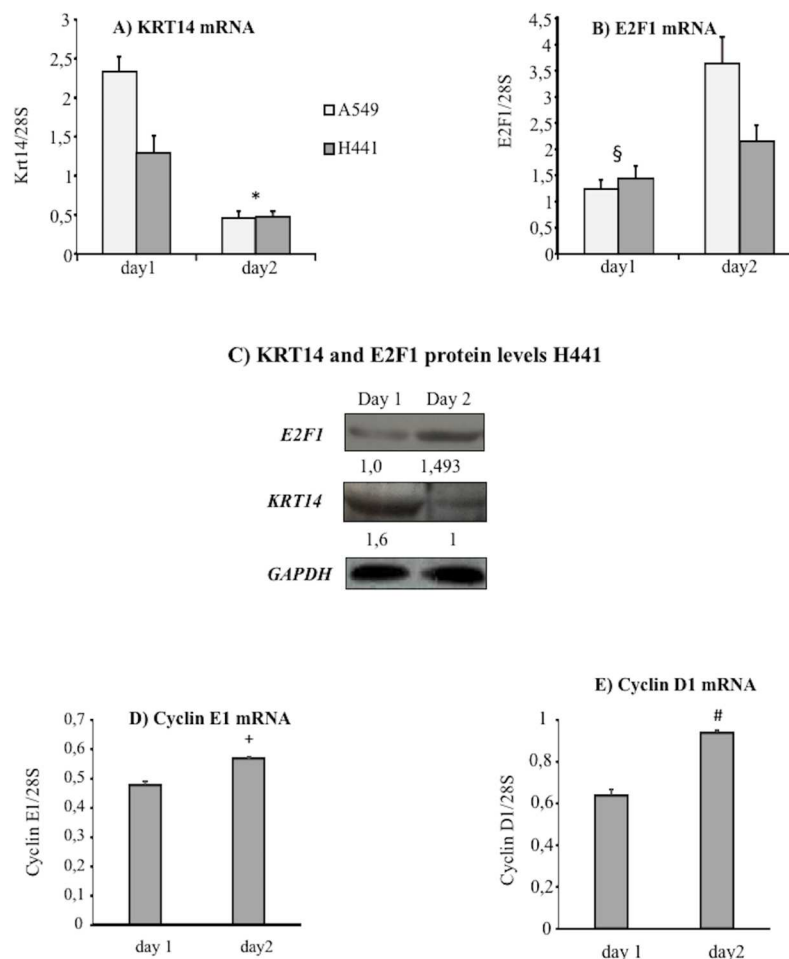 A) KRT14 mRNA
Krt14/28S
3
2,5
2
1,5
1
0,5
0
*
day1
day2
A549
H441
B) E2F1 mRNA
E2F1/28S
4,5
4
3,5
3
2,5
2
1,5
1
0,5
0
§
day1
day2
C) KRT14 and E2F1 protein levels H441
Day 1 Day 2
E2F1
1,0 1,493
KRT14
1,6 1
GAPDH
D) Cyclin E1 mRNA
Cyclin E1/28S
0,7
0,6
0,5
0,4
0,3
0,2
0,1
0
+
day 1
day2
E) Cyclin D1 mRNA
Cyclin D1/28S
1
0,8
0,6
0,4
0,2
0
#
day 1
day2